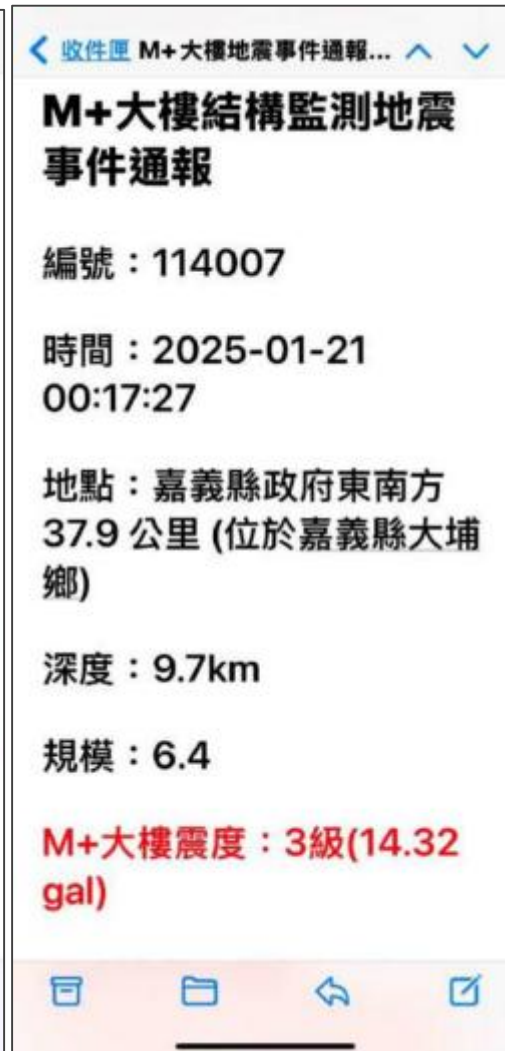 收件匣 M+大樓地震事件通報...
M+大樓結構監測地震
事件通報
編號：114007
時間：2025-01-21
00:17:27
地點：嘉義縣政府東南方
37.9 公里 (位於嘉義縣大埔
鄉)
深度：9.7km
規模：6.4
M+大樓震度：3級(14.32
gal)